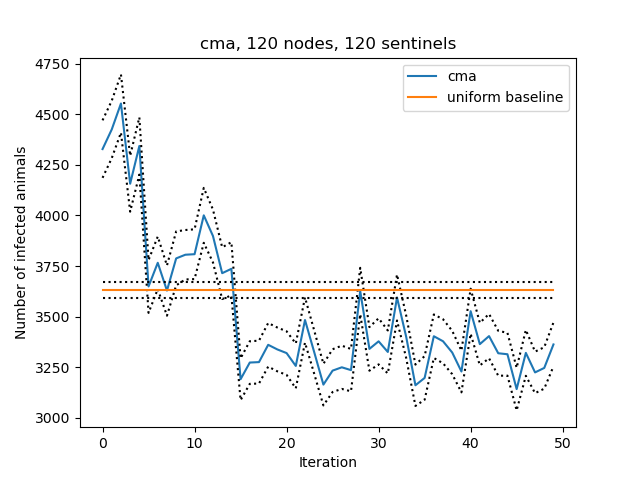 cma, 120 nodes, 120 sentinels
4750
4500
4250
4000
3750
3500
3250
3000
Number of infected animals
cma
uniform baseline
0
10
20
30
40
50
Iteration